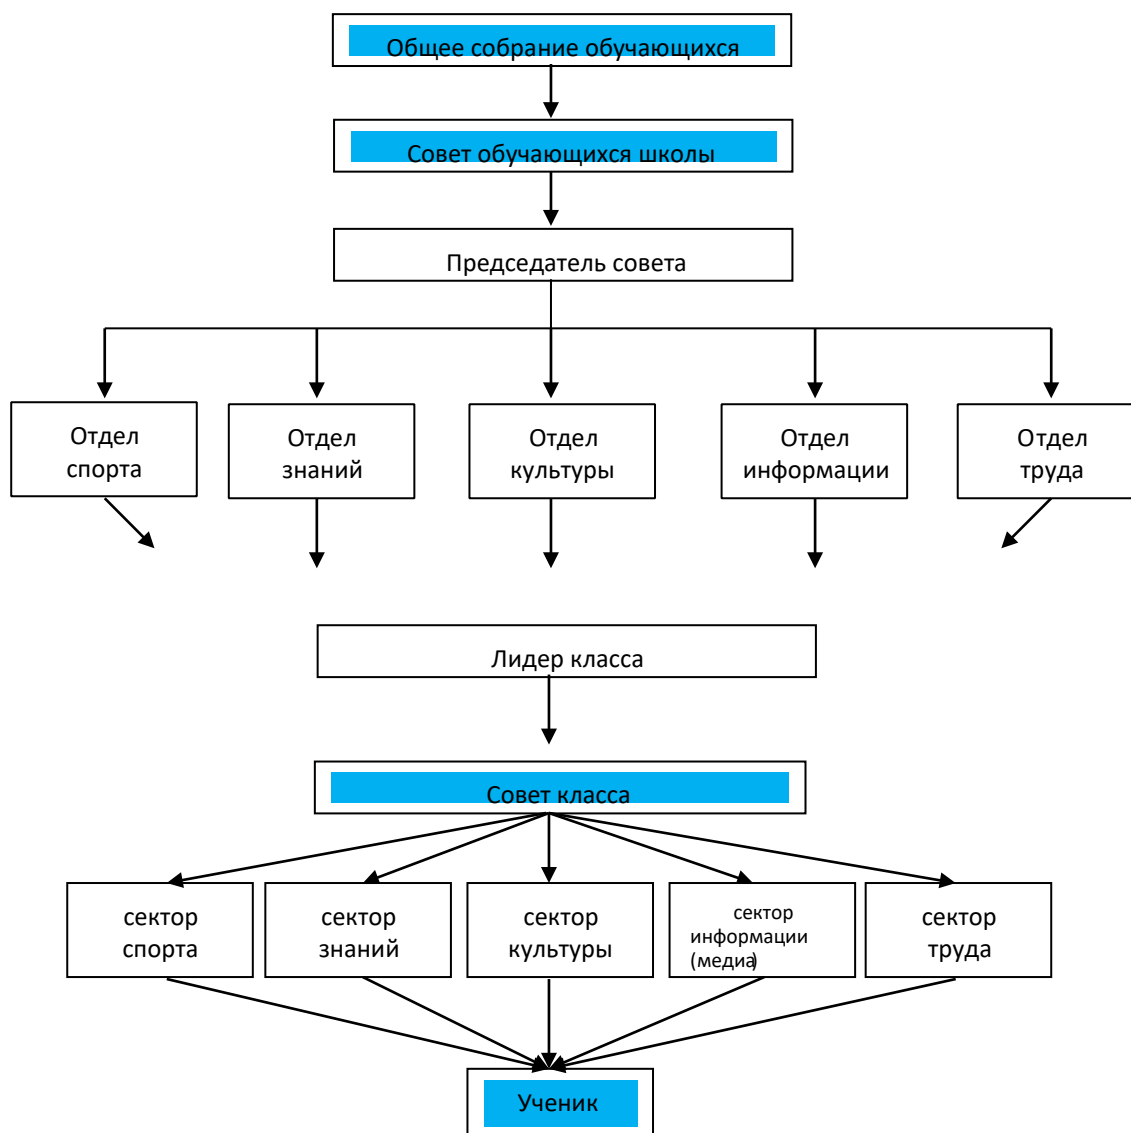 Общее собрание обучающихся
Совет обучающихся школы
Председатель совета
Отдел
спорта
Отдел
знаний
Отдел
культуры
Отдел
информации
Отдел
труда
Лидер класса
Совет класса
сектор
спорта
сектор
знаний
сектор
культуры
сектор
информации
(медиа)
сектор
труда
Ученик